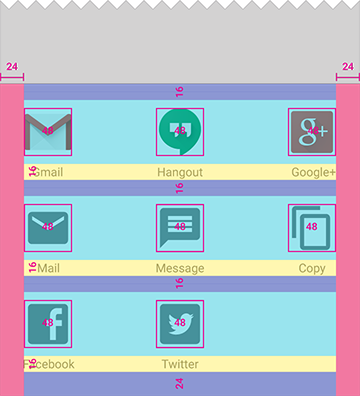 24
24
16
48
48
g+
48
16
Gmail
Hangout
Google+
16
48
48
48
16
Mail
Message
Copy
16
f
48
48
16
Facebook
Twitter
24